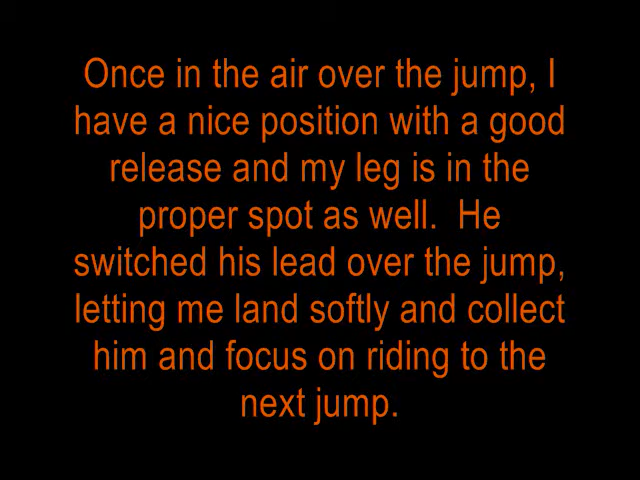 Once in the air over the jump, I
have a nice position with a good
release and my leg is in the
proper spot as well.  He
switched his lead over the jump,
letting me land softly and collect
him and focus on riding to the
next jump.